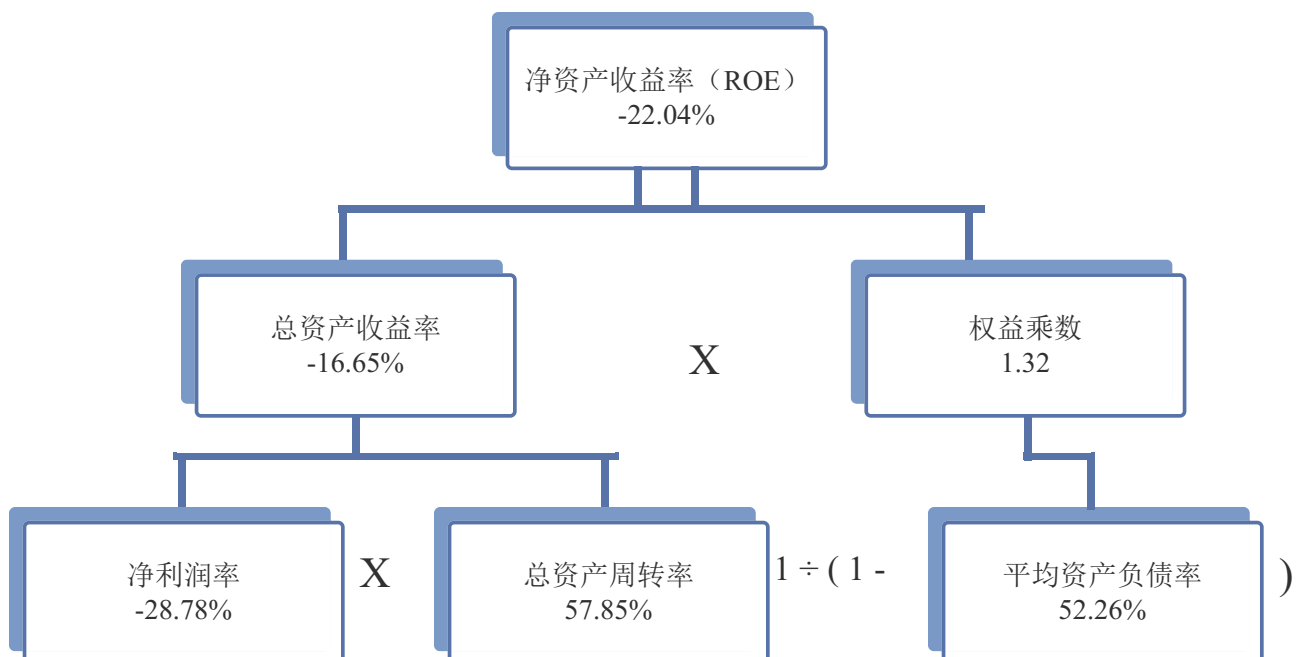 净资产收益率（ROE）
-22.04%
总资产收益率
-16.65%
X
权益乘数
1.32
净利润率
-28.78%
X
总资产周转率
57.85%
1 ÷ ( 1 -
平均资产负债率
52.26%
)